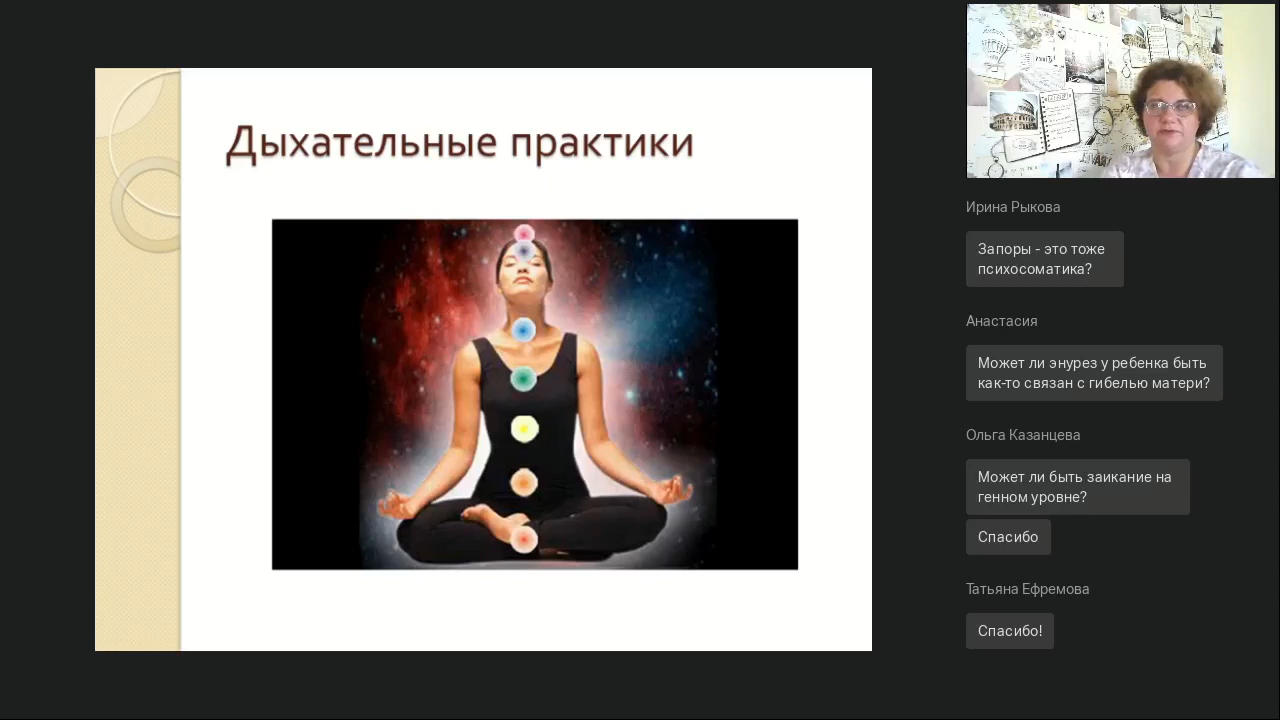 Дыхательные практики
Ирина Рыкова
Запоры - это тоже
психосоматика?
Анастасия
Может ли энурез у ребенка быть
как-то связан с гибелью матери?
Ольга Казанцева
Может ли быть заикание на
генном уровне?
Спасибо
Татьяна Ефремова
Спасибо!